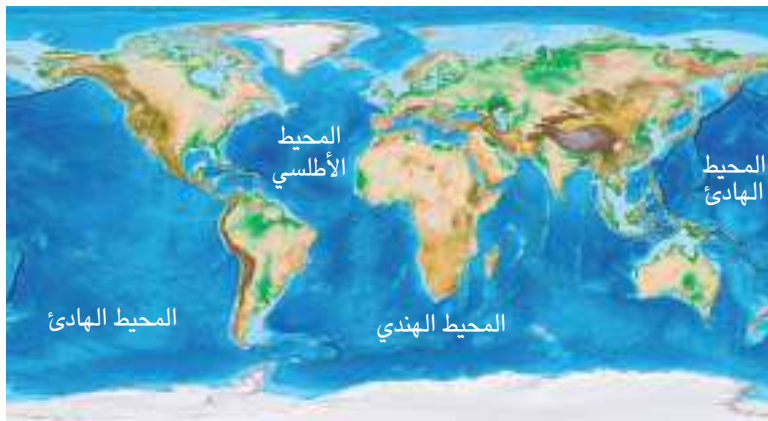 المحيط
الأطلسي
المحيط
الهادئ
المحيط الهندي
المحيط الهادئ